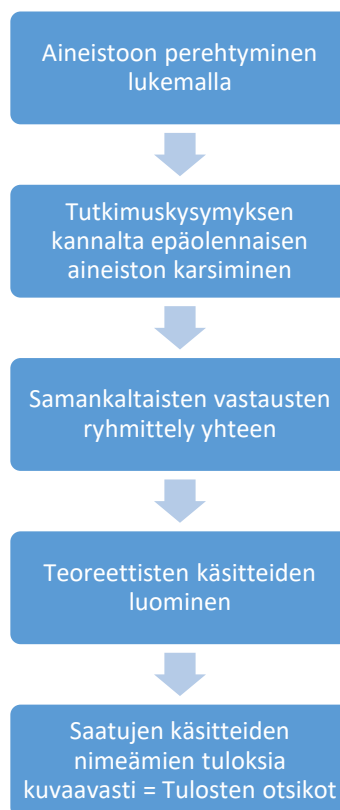 Aineistoon perehtyminen
lukemalla
Tutkimuskysymyksen
kannalta epäolennaisen
aineiston karsiminen
Samankaltaisten vastausten
ryhmittely yhteen
Teoreettisten käsitteiden
luominen
Saatujen käsitteiden
nimeämien tuloksia
kuvaavasti = Tulosten otsikot